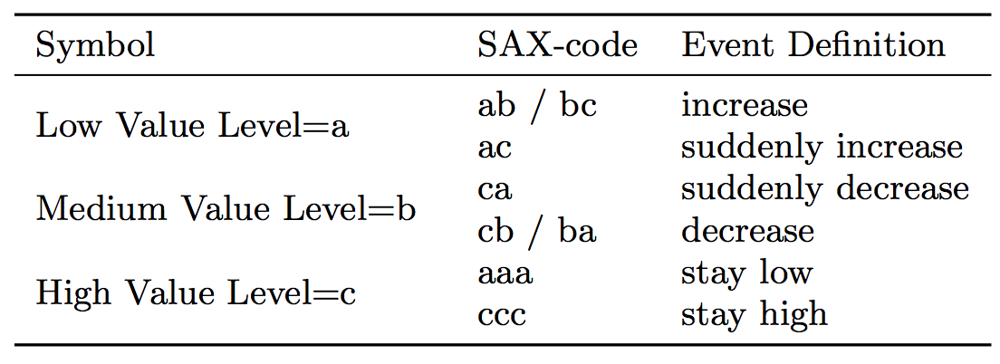 Symbol SAX-code Event Definition
Low Value Level=a
ab / bc increase
ac suddenly increase
Medium Value Level=b
ca suddenly decrease
cb / ba decrease
High Value Level=c
aaa stay low
ccc stay high